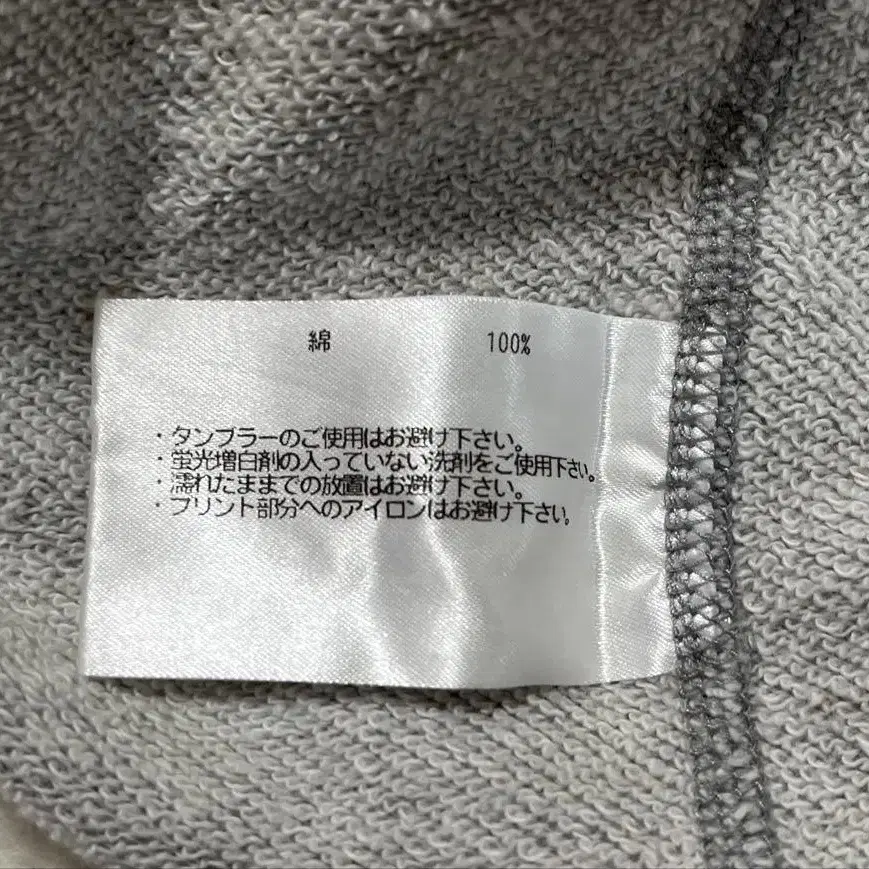 綿 100%
・タンブラーのご使用はお避け下さい。
・蛍光増白剤の入っていない洗剤をご使用下さい。
・濡れたままでの放置はお避け下さい。
・プリント部分へのアイロンはお避け下さい。